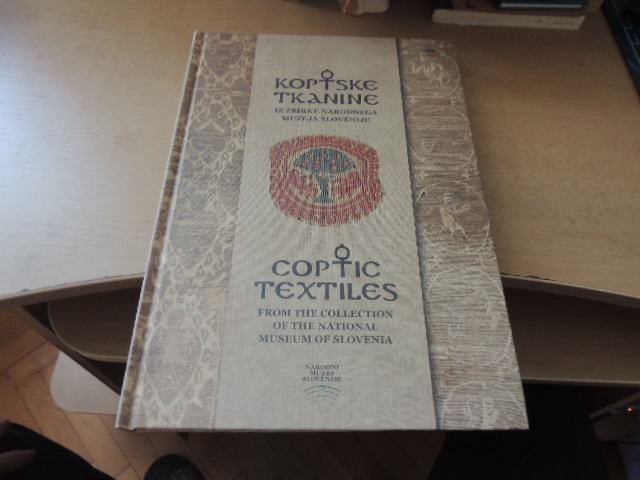 KOPTSKE
TKANINE
IZ ZBIRKE NARODNEGA
MUZEJA SLOVENIJE
COPTIC
TEXTILES
FROM THE COLLECTION
OF THE NATIONAL
MUSEUM OF SLOVENIA
NARODNI
MUZEJ
SLOVENIJE